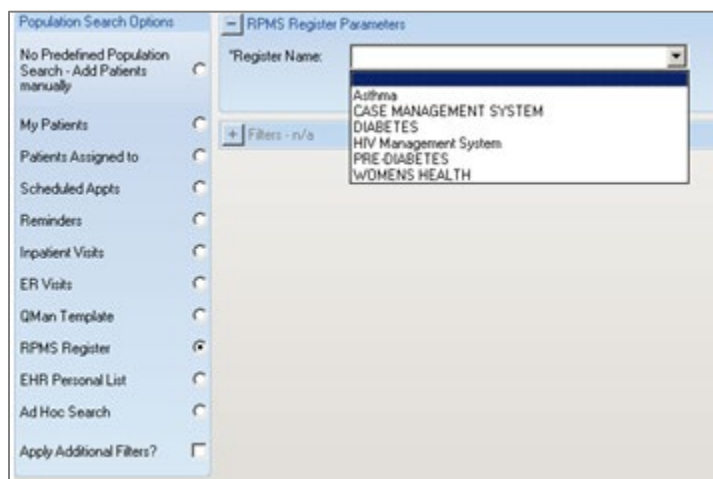 Population Search Options
No Predefined Population
Search - Add Patients
manually
My Patients
Patients Assigned to
Scheduled Appts
Reminders
Inpatient Visits
ER Visits
QMan Template
RPMS Register
EHR Personal List
Ad Hoc Search
Apply Additional Filters?
− RPMS Register Parameters
*Register Name:
Asthma
CASE MANAGEMENT SYSTEM
DIABETES
HIV Management System
PRE-DIABETES
WOMENS HEALTH
+ Filters - n/a